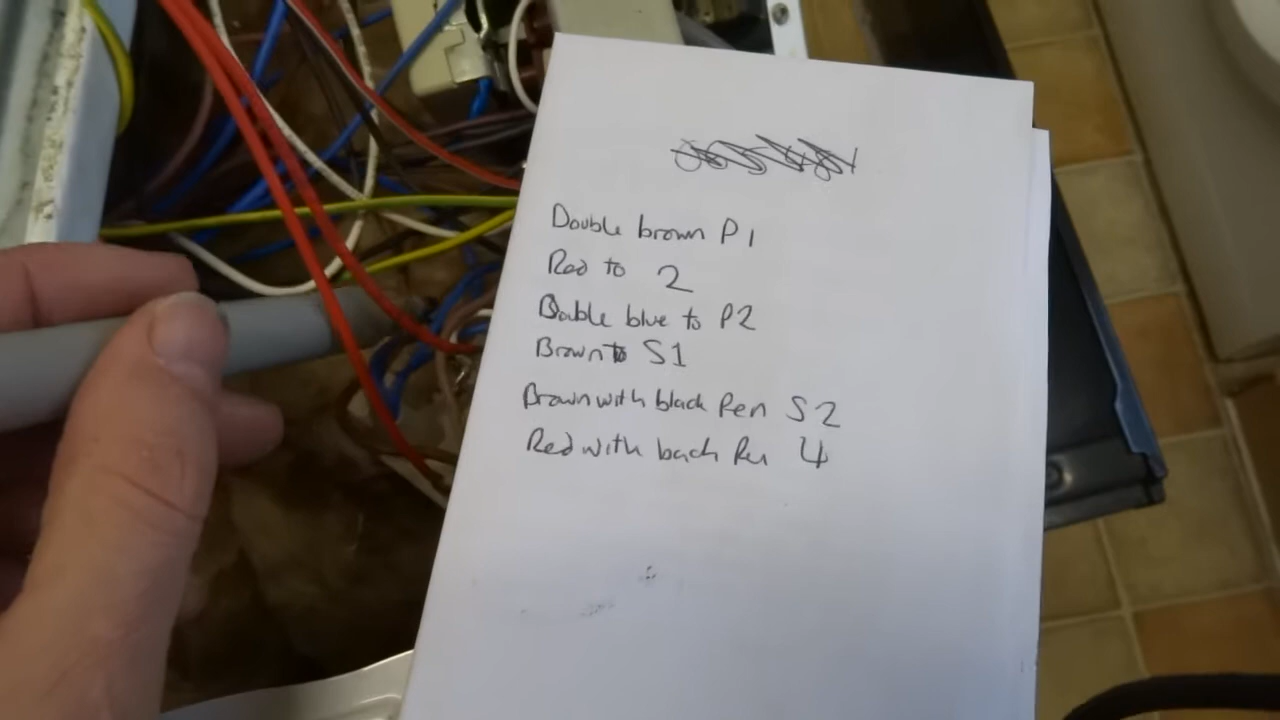 Double brown P1
Red to 2
Double blue to P2
Brown to S1
Brown with black Pen S2
Red with back Pen 4